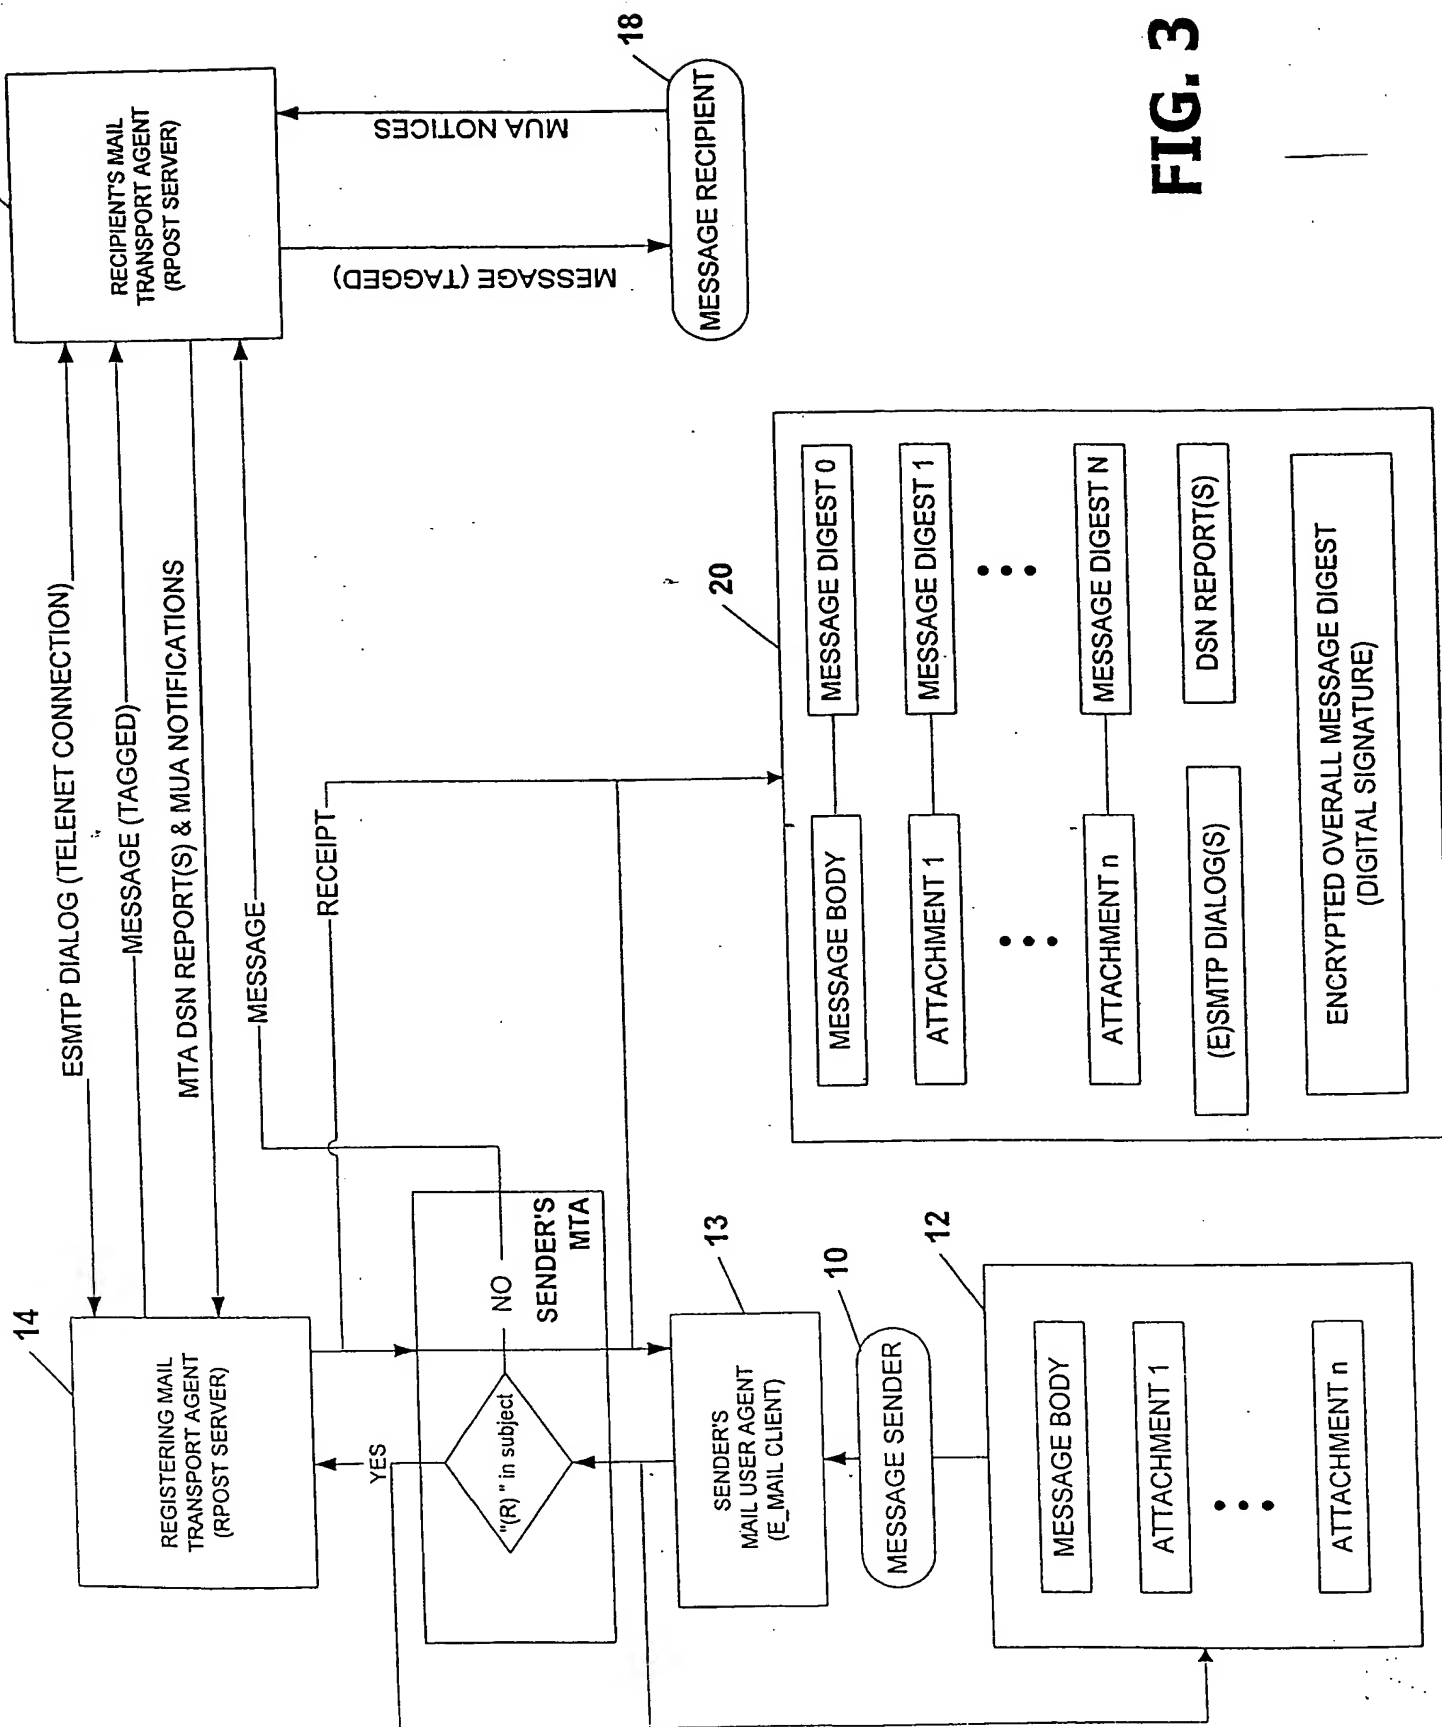 14
REGISTERING MAIL
TRANSPORT AGENT
(RPOST SERVER)
ESMTP DIALOG (TELENET CONNECTION)
MESSAGE (TAGGED)
MTA DSN REPORT(S) & MUA NOTIFICATIONS
MESSAGE
RECEIPT
RECIPIENT'S MAIL
TRANSPORT AGENT
(RPOST SERVER)
MESSAGE (TAGGED)
MUA NOTICES
18
MESSAGE RECIPIENT
YES
"(R) " in subject
NO
SENDER'S
MTA
13
SENDER'S
MAIL USER AGENT
(E_MAIL CLIENT)
10
MESSAGE SENDER
12
MESSAGE BODY
ATTACHMENT 1
ATTACHMENT n
20
MESSAGE BODY
MESSAGE DIGEST 0
ATTACHMENT 1
MESSAGE DIGEST 1
ATTACHMENT n
MESSAGE DIGEST N
(E)SMTP DIALOG(S)
DSN REPORT(S)
ENCRYPTED OVERALL MESSAGE DIGEST
(DIGITAL SIGNATURE)
FIG. 3